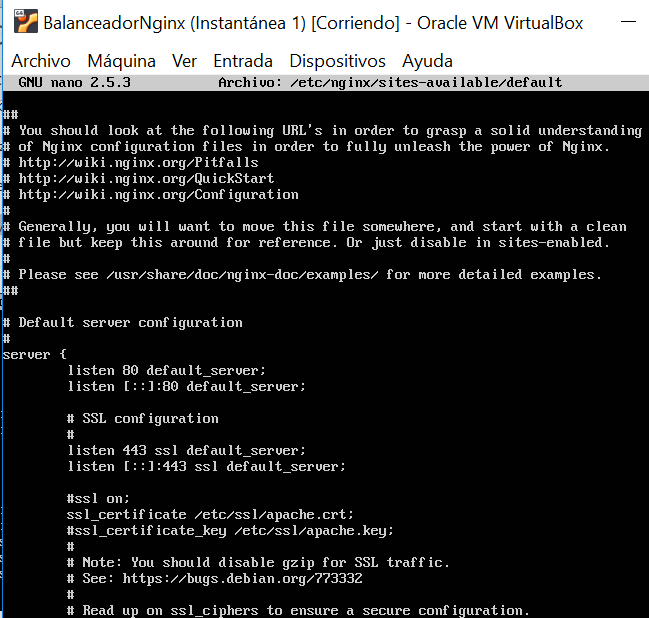 BalanceadorNginx (Instantánea 1) [Corriendo] - Oracle VM VirtualBox
Archivo Máquina Ver Entrada Dispositivos Ayuda
GNU nano 2.5.3 Archivo: /etc/nginx/sites-available/default
##
# You should look at the following URL's in order to grasp a solid understanding
# of Nginx configuration files in order to fully unleash the power of Nginx.
# http://wiki.nginx.org/Pitfalls
# http://wiki.nginx.org/QuickStart
# http://wiki.nginx.org/Configuration
#
# Generally, you will want to move this file somewhere, and start with a clean
# file but keep this around for reference. Or just disable in sites-enabled.
#
# Please see /usr/share/doc/nginx-doc/examples/ for more detailed examples.
##
# Default server configuration
#
server {
listen 80 default_server;
listen [::]:80 default_server;
# SSL configuration
#
listen 443 ssl default_server;
listen [::]:443 ssl default_server;
#ssl on;
ssl_certificate /etc/ssl/apache.crt;
#ssl_certificate_key /etc/ssl/apache.key;
#
# Note: You should disable gzip for SSL traffic.
# See: https://bugs.debian.org/773332
#
# Read up on ssl_ciphers to ensure a secure configuration.